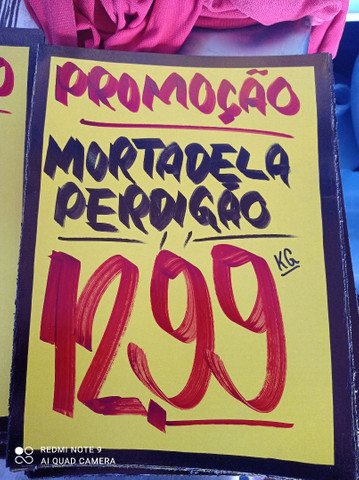 PROMOÇÃO
MORTADELA
PERDIGÃO
12,99
KG
REDMI NOTE 9
AI QUAD CAMERA